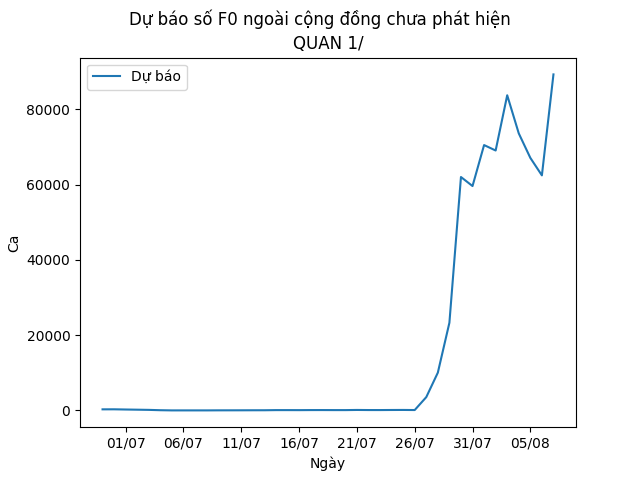 Dự báo số F0 ngoài cộng đồng chưa phát hiện
QUAN 1/
Dự báo
80000
60000
40000
20000
0
Ca
01/07 06/07 11/07 16/07 21/07 26/07 31/07 05/08
Ngày